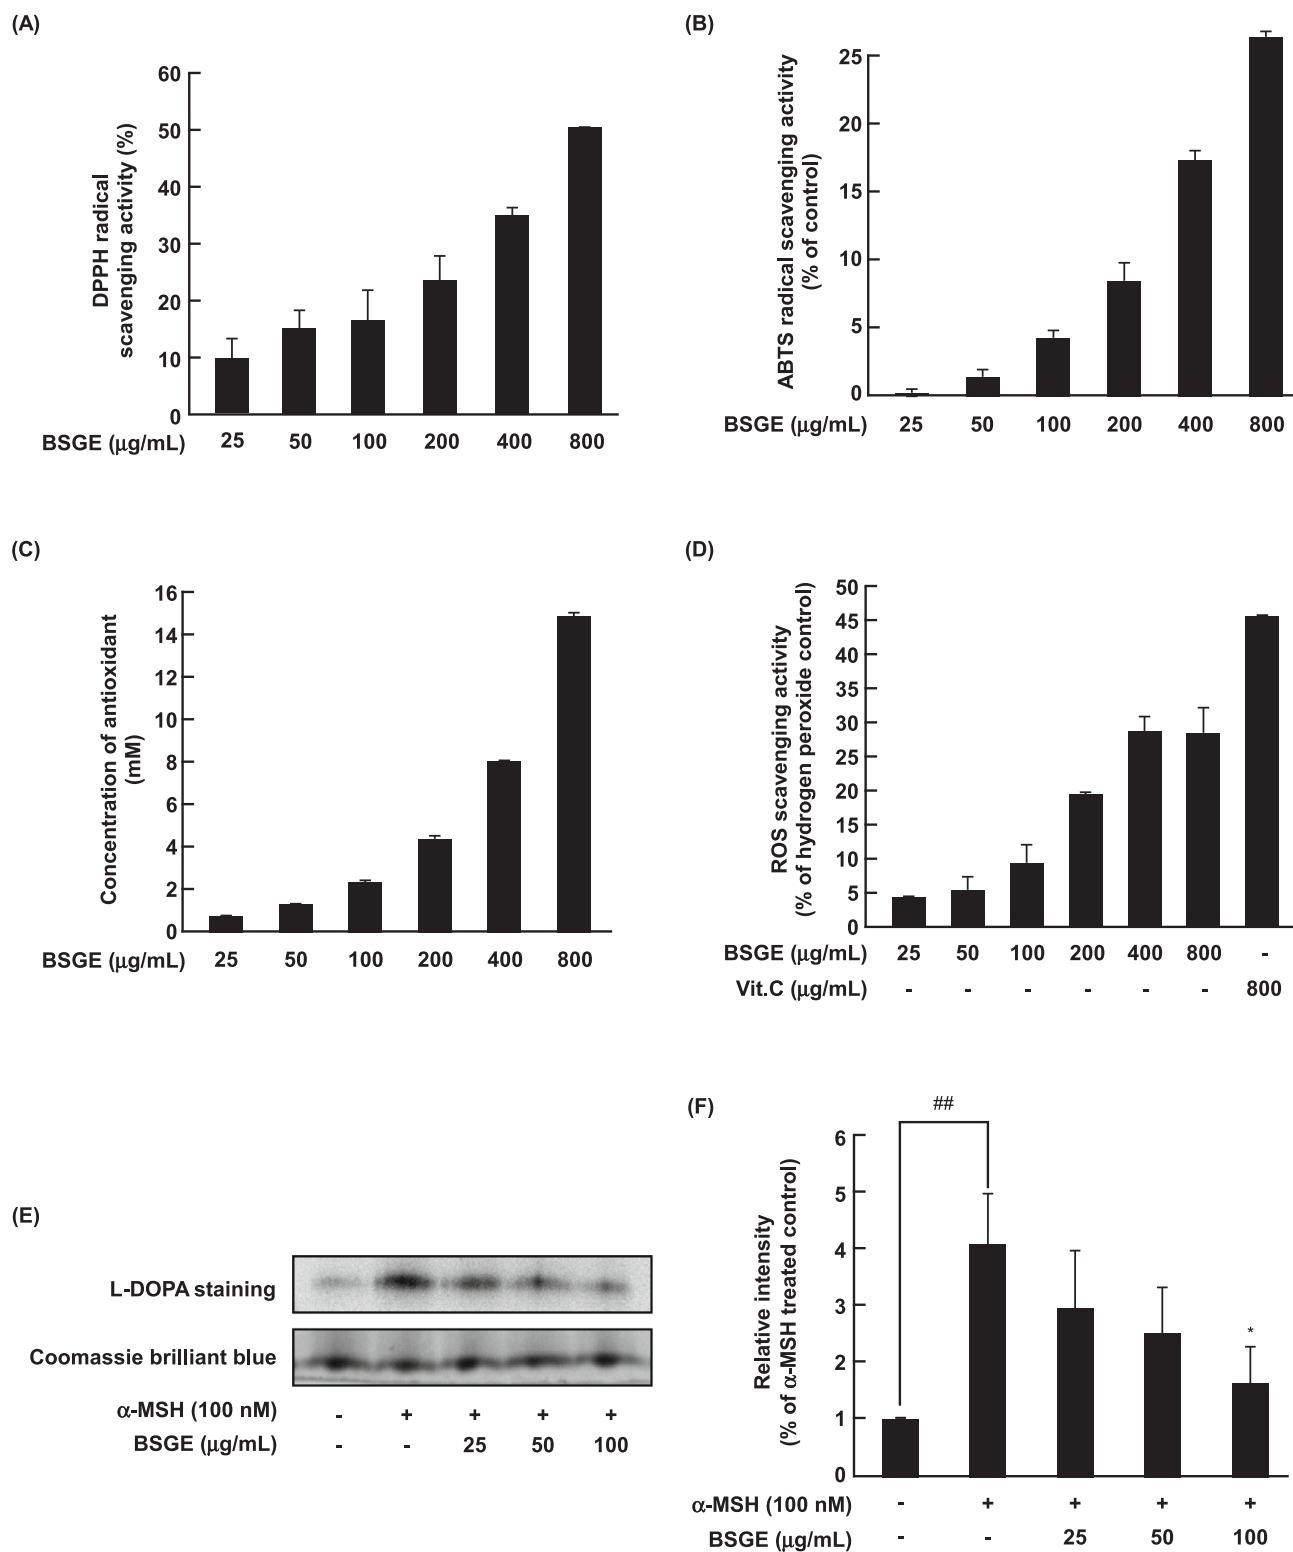 (A)
DPPH radical
scavenging activity (%)
60
50
40
30
20
10
0
BSGE (μg/mL) 25 50 100 200 400 800
(B)
ABTS radical scavenging activity
(% of control)
25
20
15
10
5
0
BSGE (μg/mL) 25 50 100 200 400 800
(C)
Concentration of antioxidant
(mM)
16
14
12
10
8
6
4
2
0
BSGE (μg/mL) 25 50 100 200 400 800
(D)
ROS scavenging activity
(% of hydrogen peroxide control)
50
45
40
35
30
25
20
15
10
5
0
BSGE (μg/mL) 25 50 100 200 400 800 -
Vit.C (μg/mL) - - - - - - 800
(E)
L-DOPA staining
Coomassie brilliant blue
α-MSH (100 nM) - + + + +
BSGE (μg/mL) - - 25 50 100
(F)
##
Relative intensity
(% of α-MSH treated control)
6
5
4
3
2
1
0
*
α-MSH (100 nM) - + + + +
BSGE (μg/mL) - - 25 50 100